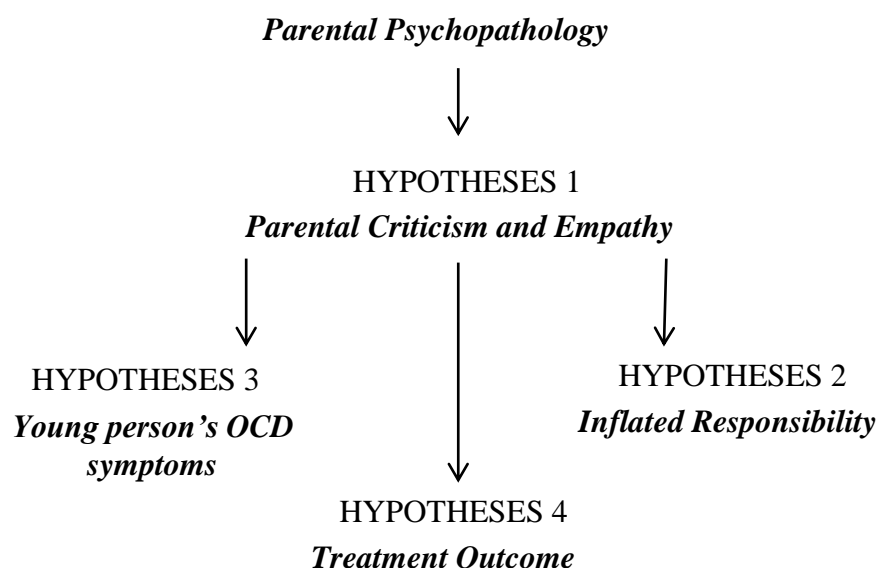 Parental Psychopathology
HYPOTHESES 1
Parental Criticism and Empathy
HYPOTHESES 3
Young person's OCD
symptoms
HYPOTHESES 2
Inflated Responsibility
HYPOTHESES 4
Treatment Outcome